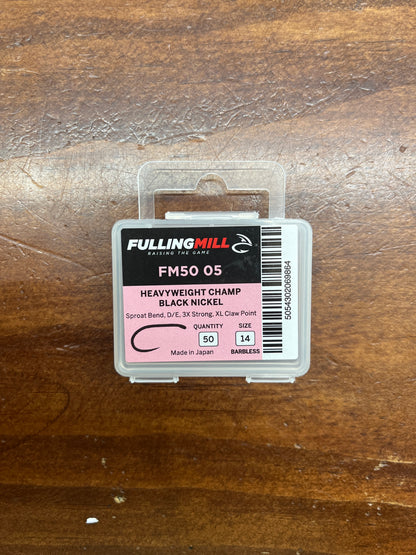 FULLINGMILL
RAISING THE GAME
FM50 05
HEAVYWEIGHT CHAMP
BLACK NICKEL
Sproat Bend, D/E, 3X Strong, XL Claw Point
QUANTITY SIZE
50 14
Made in Japan BARBLESS
5054302069864